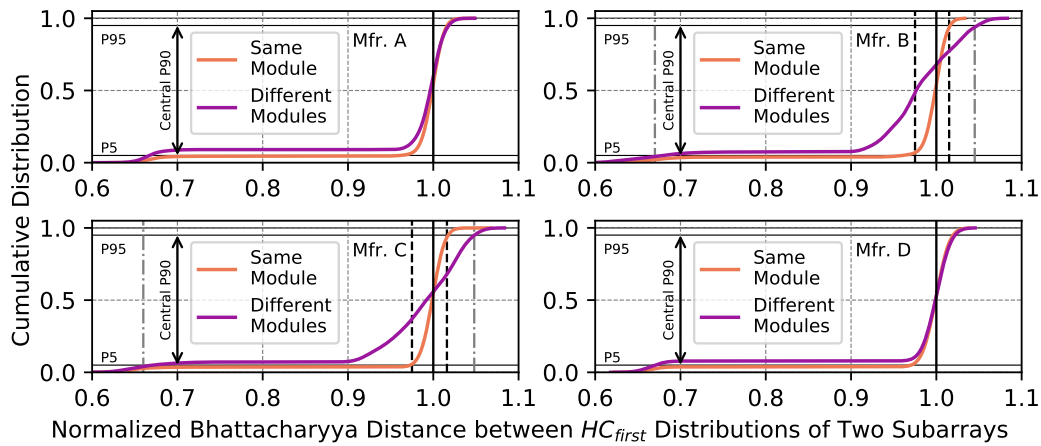 Cumulative Distribution
1.0
0.5
0.0
P95
P5
Central P90
Same
Module
Different
Modules
Mfr. A
0.6 0.7 0.8 0.9 1.0 1.1
1.0
0.5
0.0
P95
P5
Central P90
Same
Module
Different
Modules
Mfr. B
0.6 0.7 0.8 0.9 1.0 1.1
1.0
0.5
0.0
P95
P5
Central P90
Same
Module
Different
Modules
Mfr. C
0.6 0.7 0.8 0.9 1.0 1.1
1.0
0.5
0.0
P95
P5
Central P90
Same
Module
Different
Modules
Mfr. D
0.6 0.7 0.8 0.9 1.0 1.1
Normalized Bhattacharyya Distance between HCfirst Distributions of Two Subarrays